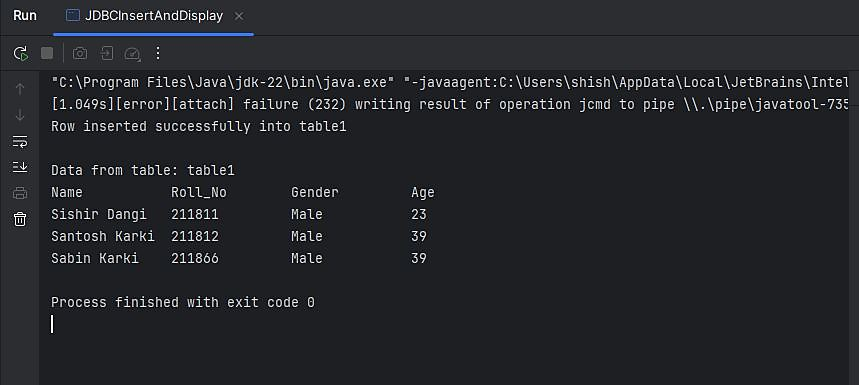 Run JDBCInsertAndDisplay
"C:\Program Files\Java\jdk-22\bin\java.exe" "-javaagent:C:\Users\shish\AppData\Local\JetBrains\Intel
[1.049s][error][attach] failure (232) writing result of operation jcmd to pipe \\.\pipe\javatool-735
Row inserted successfully into table1
Data from table: table1
Name Roll_No Gender Age
Sishir Dangi 211811 Male 23
Santosh Karki 211812 Male 39
Sabin Karki 211866 Male 39
Process finished with exit code 0